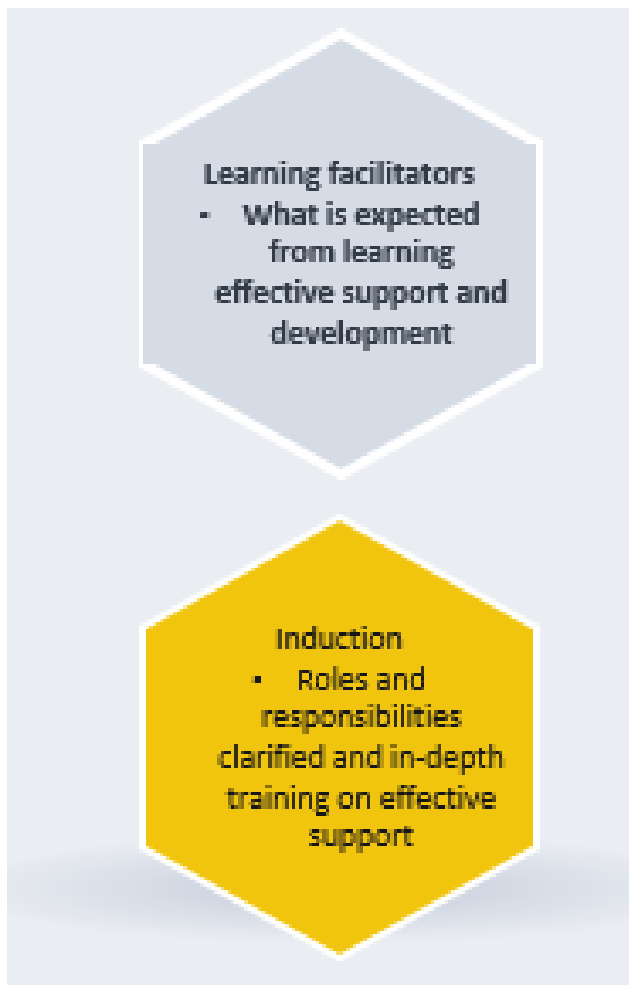 Learning facilitators
▪ What is expected
from learning
effective support and
development
Induction
▪ Roles and
responsibilities
clarified and in-depth
training on effective
support